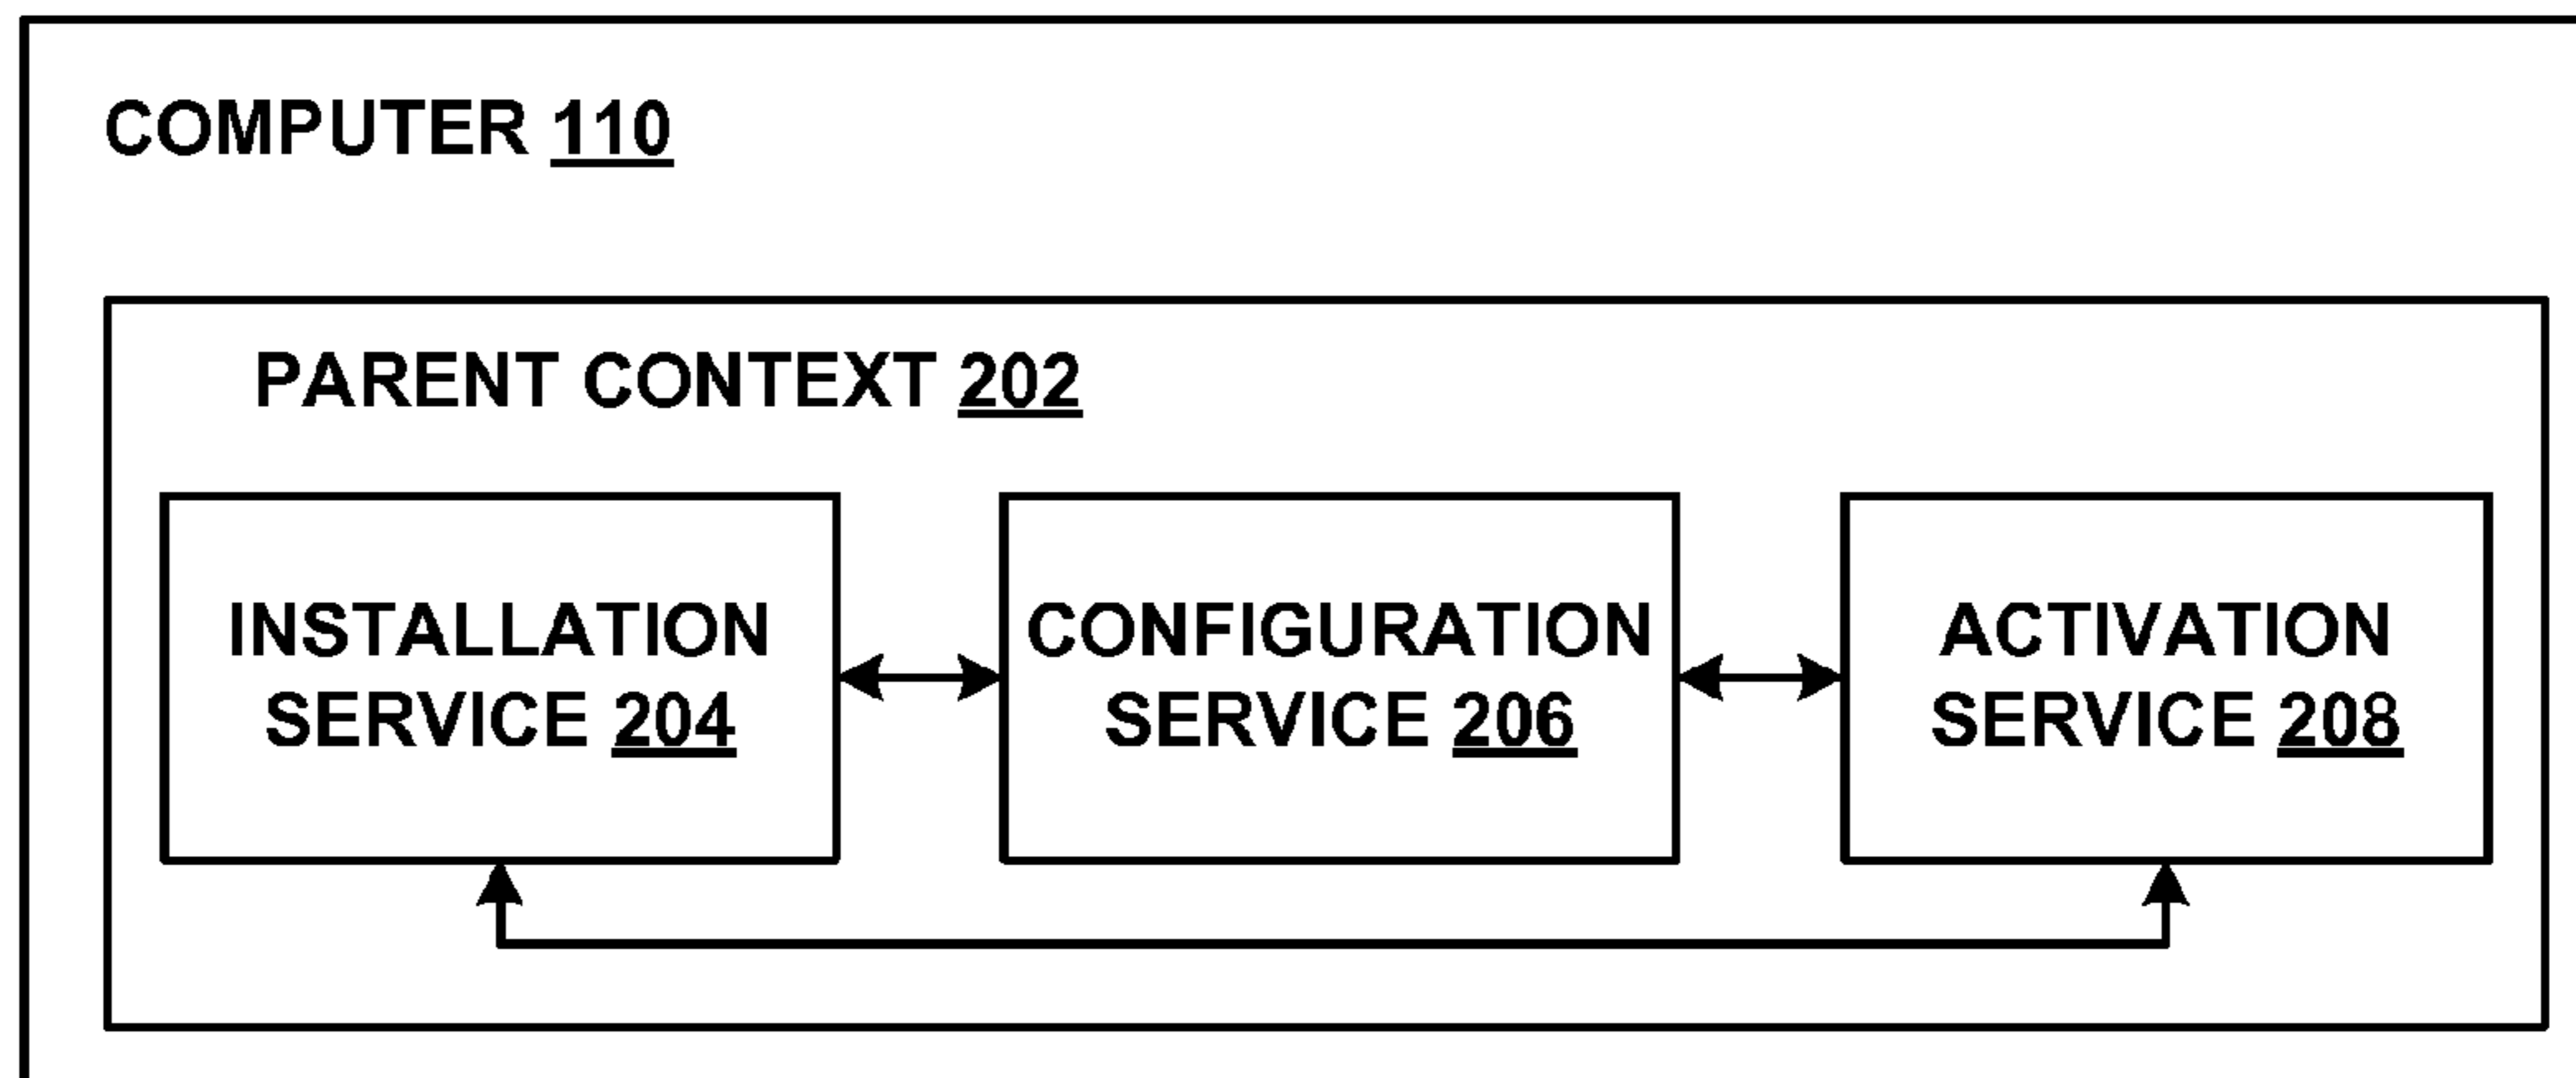 COMPUTER 110
PARENT CONTEXT 202
INSTALLATION
SERVICE 204
CONFIGURATION
SERVICE 206
ACTIVATION
SERVICE 208